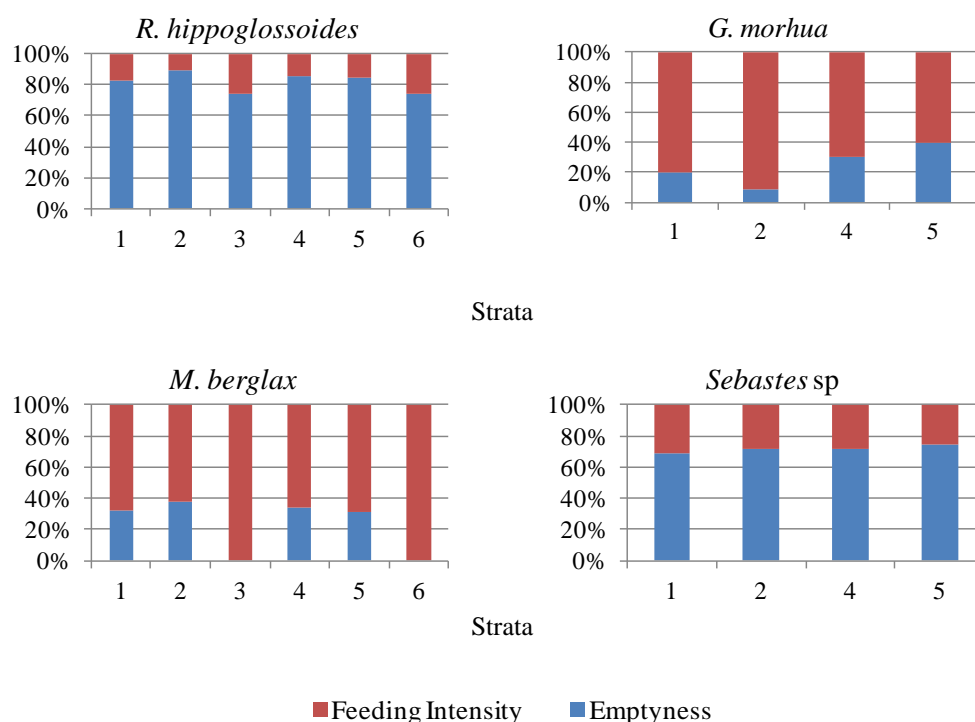 R. hippoglossoides
100%
80%
60%
40%
20%
0%
1 2 3 4 5 6
G. morhua
100%
80%
60%
40%
20%
0%
1 2 4 5
Strata
M. berglax
100%
80%
60%
40%
20%
0%
1 2 3 4 5 6
Sebastes sp
100%
80%
60%
40%
20%
0%
1 2 4 5
Strata
Feeding Intensity Emptyness